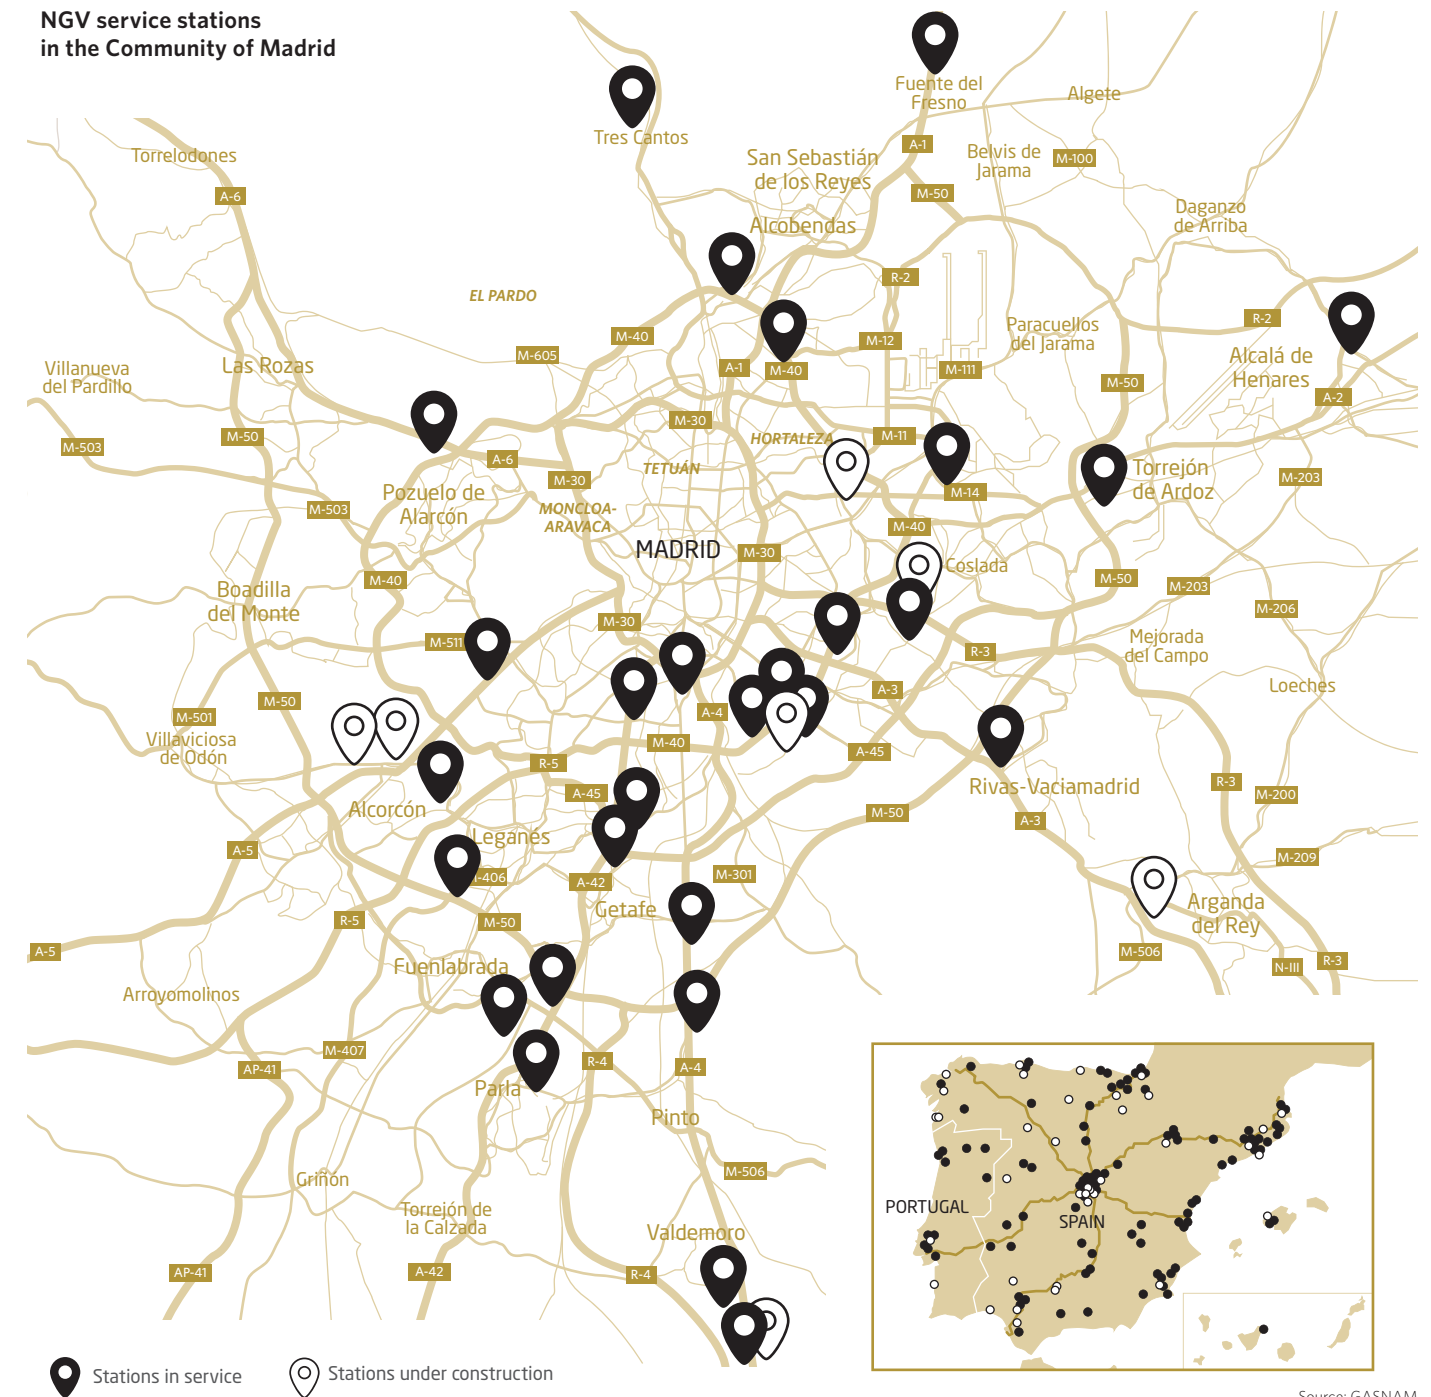 NGV service stations
in the Community of Madrid
Fuente del
Fresno
Algete
Tres Cantos
A-1
Torrelodones
San Sebastián
de los Reyes
Belvis de
Jarama
M-100
A-6
M-50
Daganzo
de Arriba
Alcobendas
R-2
EL PARDO
R-2
M-40
M-605
M-12
Paracuellos
del Jarama
Alcalá de
Henares
Las Rozas
Villanueva
del Pardillo
A-1
M-40
M-111
M-50
A-2
M-30
M-50
M-503
HORTALEZA
M-11
A-6
TETUÁN
Torrejón
de Ardoz
M-203
M-30
M-14
Pozuelo de
Alarcón
M-503
MONCLOA-
ARAVACA
M-40
MADRID
M-30
Coslada
M-40
M-50
M-203
Boadilla
del Monte
M-206
M-30
M-511
R-3
Mejorada
del Campo
Loeches
A-3
M-50
M-501
A-4
Villaviciosa
de Odón
M-40
A-45
R-5
Rivas-Vaciamadrid
R-3
A-45
M-200
Alcorcón
M-50
A-3
Leganés
A-5
M-209
-406
A-42
M-301
Getafe
Arganda
del Rey
R-5
M-50
A-5
M-506
Fuenlabrada
N-III
R-3
Arroyomolinos
M-407
AP-41
R-4
A-4
Parla
Pinto
M-506
Griñón
PORTUGAL
SPAIN
Torrejón de
la Calzada
Valdemoro
AP-41
A-42
R-4
Stations in service
Stations under construction
Source: GASNAM